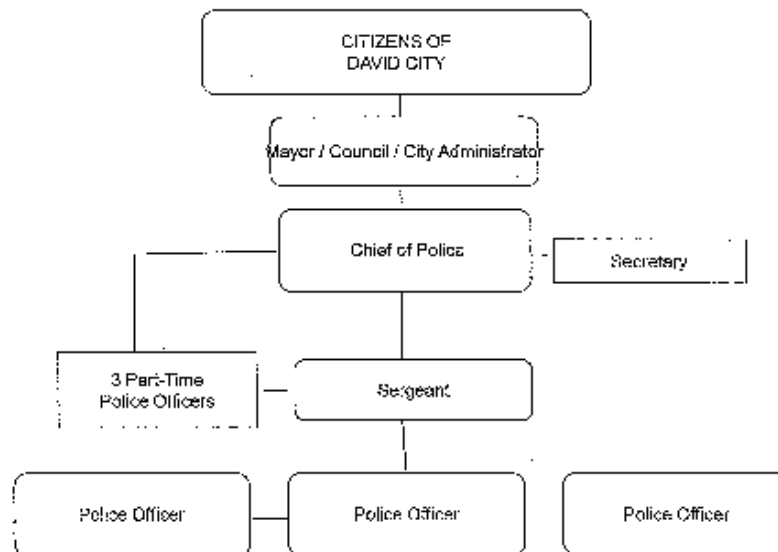 CITIZENS OF
DAVID CITY
Mayor / Council / City Administrator
Chief of Police
Secretary
3 Part-Time
Police Officers
Sergeant
Police Officer
Police Officer
Police Officer